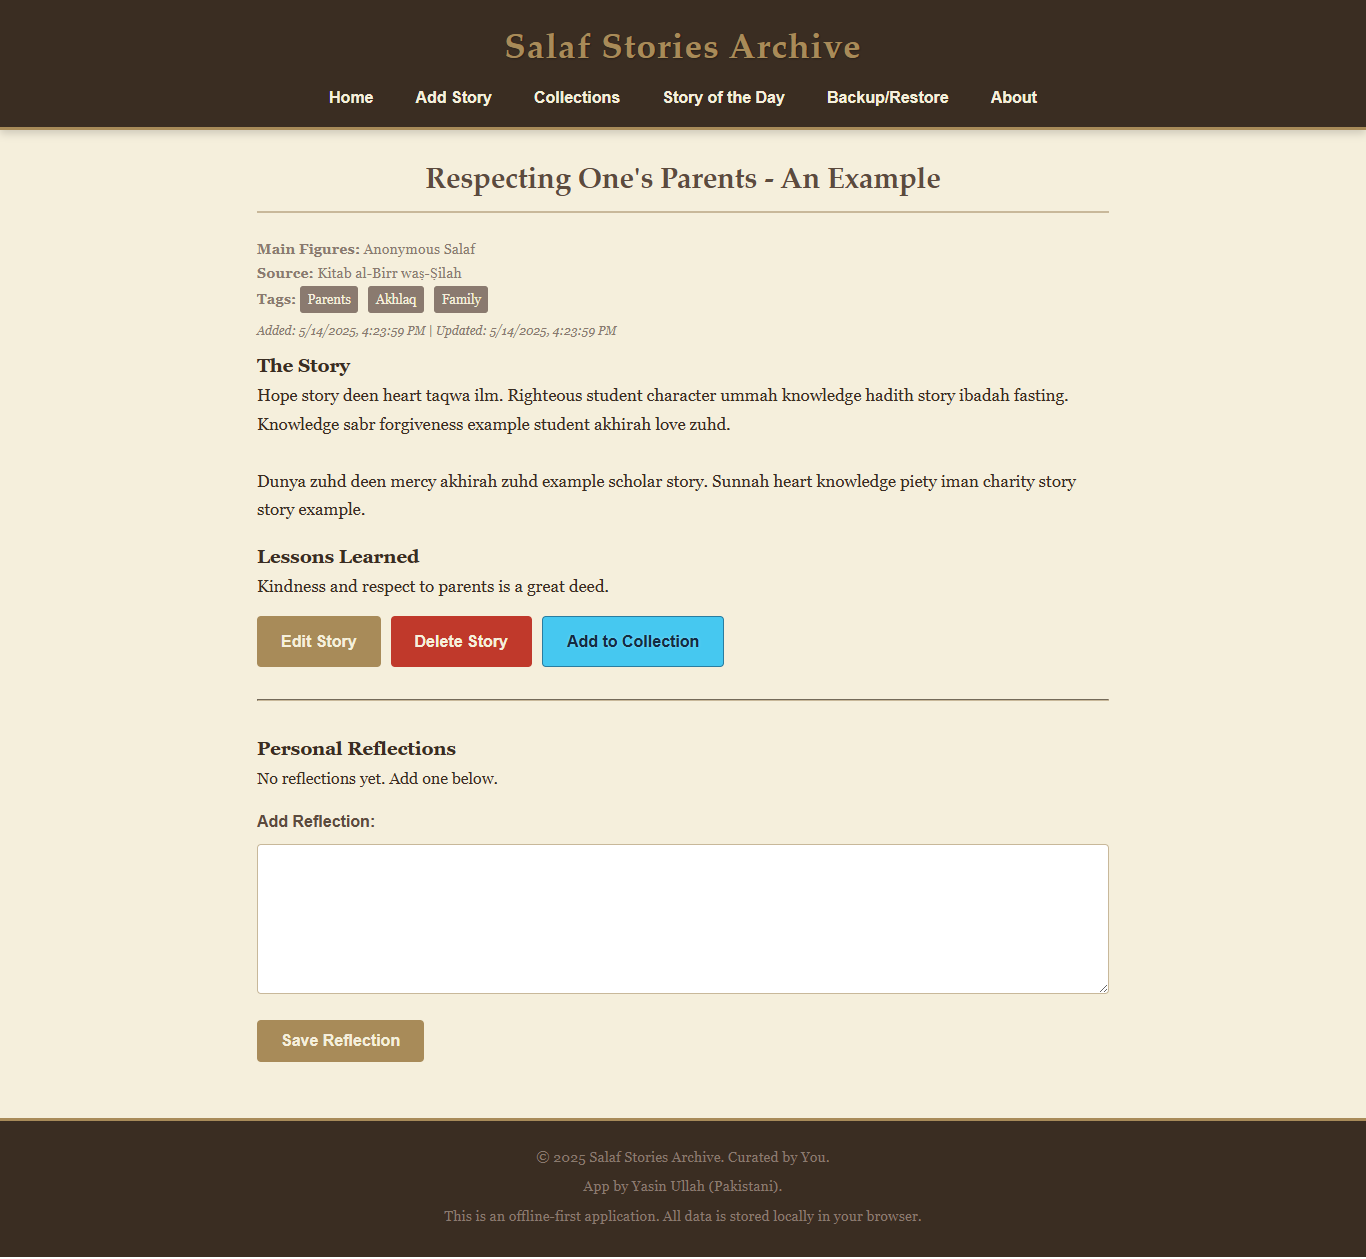 Salaf Stories Archive
Home Add Story Collections Story of the Day Backup/Restore About
Respecting One's Parents - An Example
Main Figures: Anonymous Salaf
Source: Kitab al-Birr waṣ-Ṣilah
Tags: Parents Akhlaq Family
Added: 5/14/2025, 4:23:59 PM | Updated: 5/14/2025, 4:23:59 PM
The Story
Hope story deen heart taqwa ilm. Righteous student character ummah knowledge hadith story ibadah fasting.
Knowledge sabr forgiveness example student akhirah love zuhd.
Dunya zuhd deen mercy akhirah zuhd example scholar story. Sunnah heart knowledge piety iman charity story
story example.
Lessons Learned
Kindness and respect to parents is a great deed.
Edit Story Delete Story Add to Collection
Personal Reflections
No reflections yet. Add one below.
Add Reflection:
Save Reflection
© 2025 Salaf Stories Archive. Curated by You.
App by Yasin Ullah (Pakistani).
This is an offline-first application. All data is stored locally in your browser.